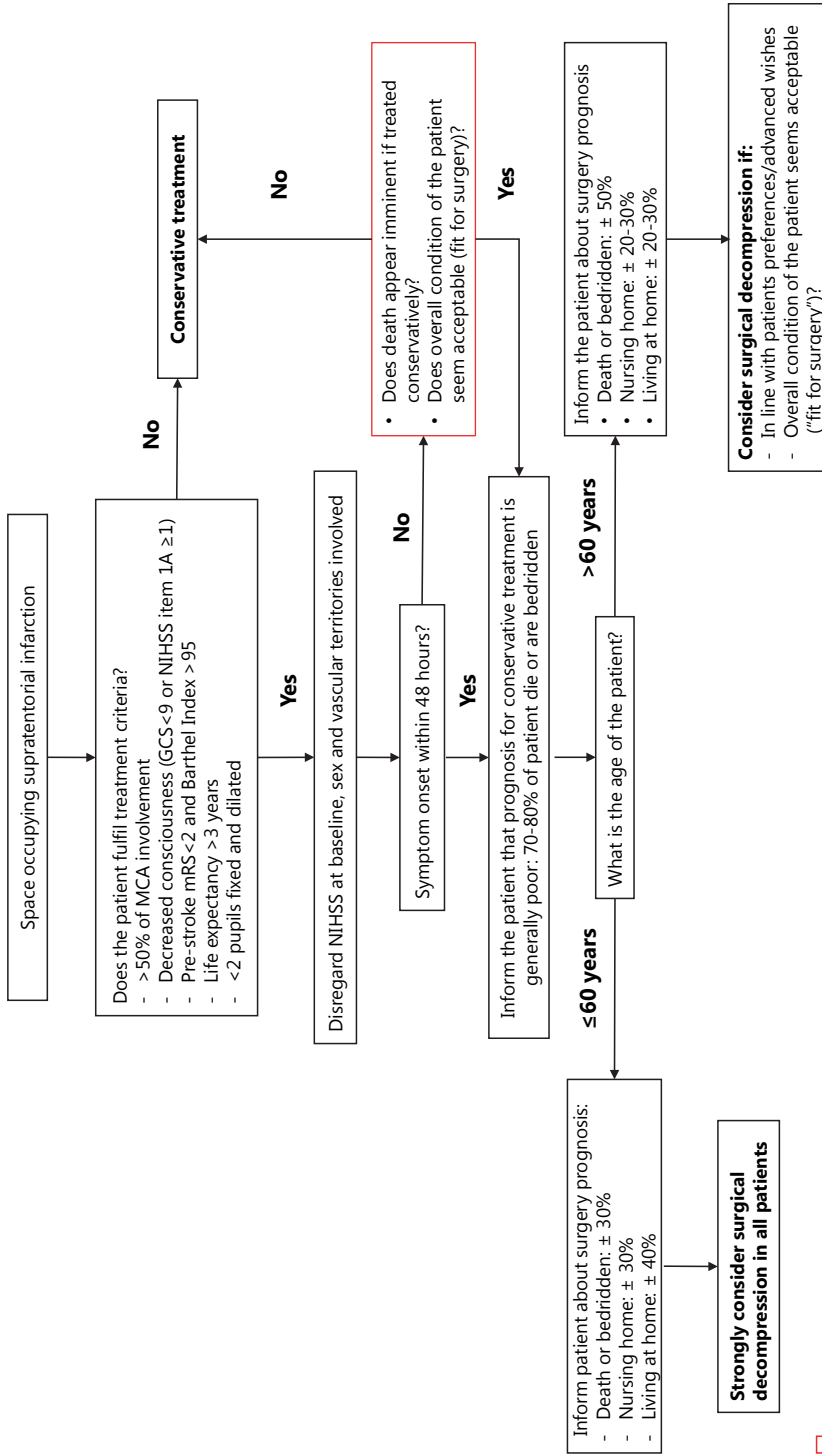 Space occupying supratentorial infarction
Does the patient fulfil treatment criteria?
- >50% of MCA involvement
- Decreased consciousness (GCS<9 or NIHSS item 1A ≥1)
- Pre-stroke mRS<2 and Barthel Index >95
- Life expectancy >3 years
- <2 pupils fixed and dilated
No
Conservative treatment
Yes
Disregard NIHSS at baseline, sex and vascular territories involved
Symptom onset within 48 hours?
No
• Does death appear imminent if treated
conservatively?
• Does overall condition of the patient
seem acceptable (fit for surgery)?
No
Yes
Yes
Inform the patient that prognosis for conservative treatment is
generally poor: 70-80% of patient die or are bedridden
What is the age of the patient?
≤60 years
>60 years
Inform patient about surgery prognosis:
- Death or bedridden: ± 30%
- Nursing home: ± 30%
- Living at home: ± 40%
Strongly consider surgical
decompression in all patients
Inform the patient about surgery prognosis
• Death or bedridden: ± 50%
• Nursing home: ± 20-30%
• Living at home: ± 20-30%
Consider surgical decompression if:
- In line with patients preferences/advanced wishes
- Overall condition of the patient seems acceptable
("fit for surgery")?